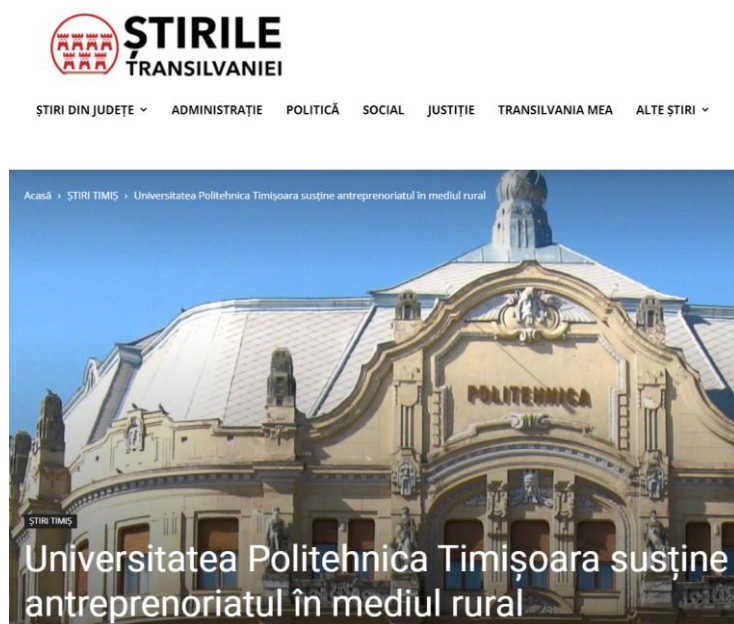 ȘTIRILE
TRANSILVANIEI
ȘTIRI DIN JUDEȚE ADMINISTRAȚIE POLITICĂ SOCIAL JUSTIȚIE TRANSILVANIA MEA ALTE ȘTIRI
Acasă › ȘTIRI TIMIȘ › Universitatea Politehnica Timișoara susține antreprenoriatul în mediul rural
POLITEHNICA
ȘTIRI TIMIȘ
Universitatea Politehnica Timișoara susține
antreprenoriatul în mediul rural